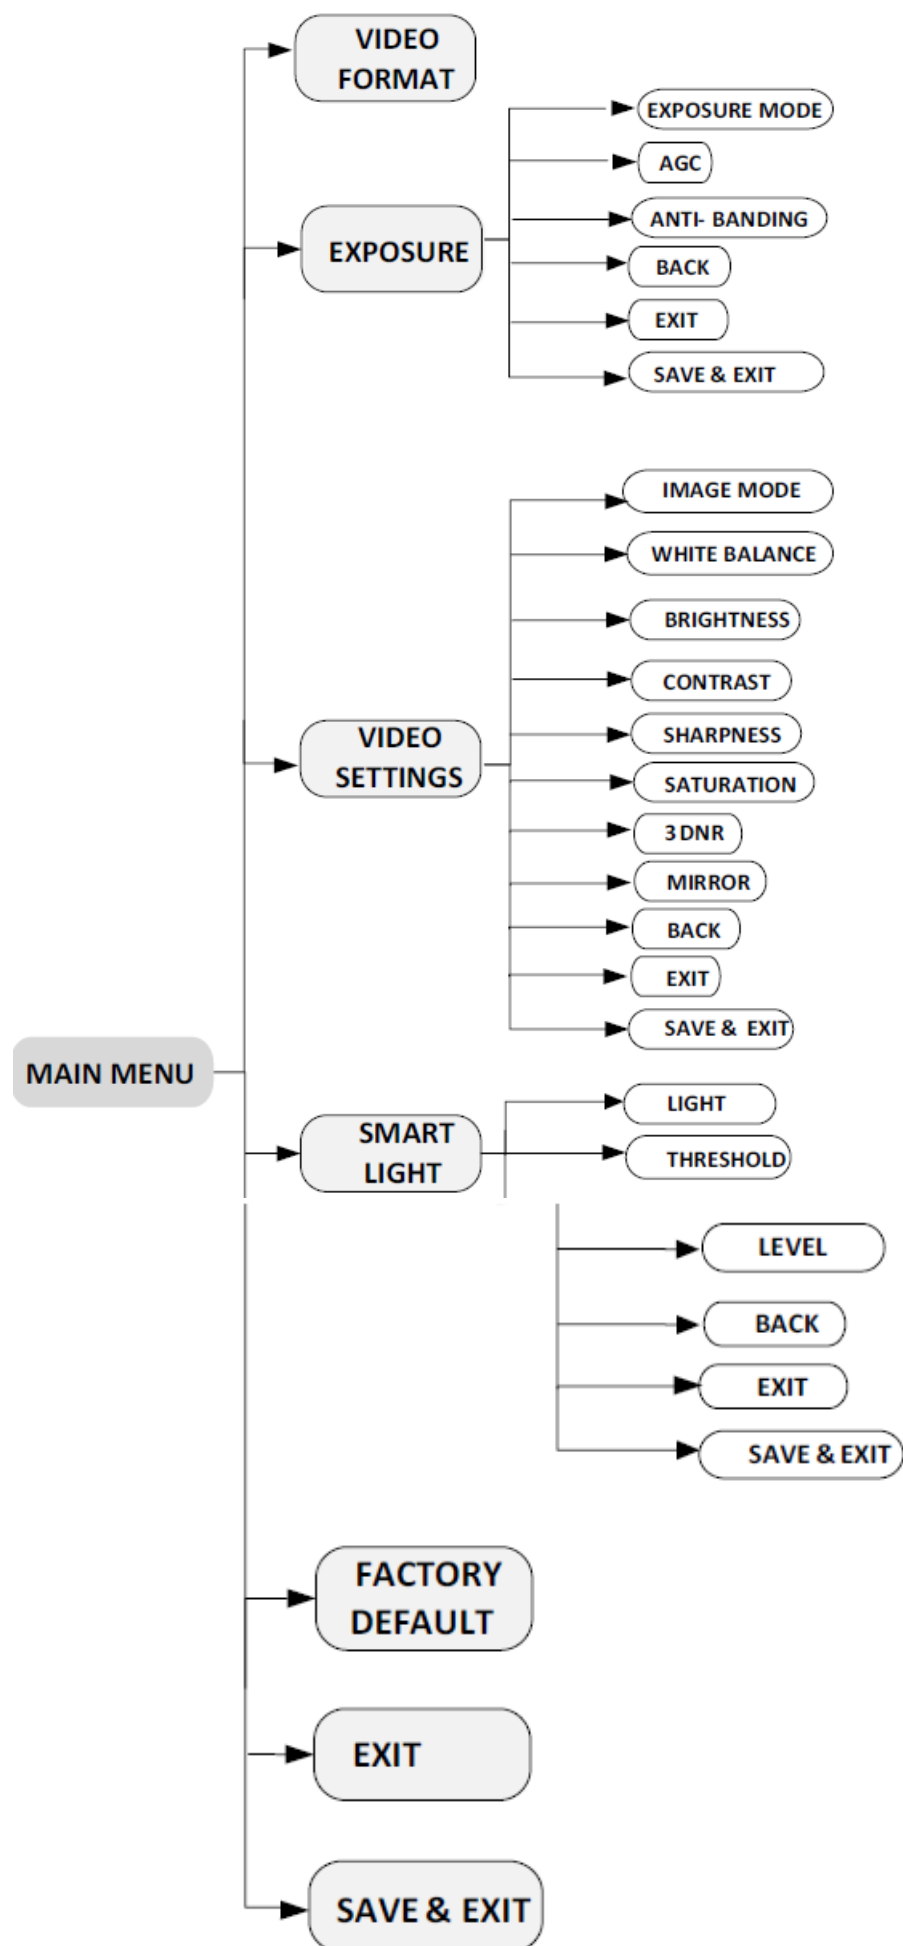 VIDEO
FORMAT
EXPOSURE MODE
AGC
ANTI- BANDING
EXPOSURE
BACK
EXIT
SAVE & EXIT
IMAGE MODE
WHITE BALANCE
BRIGHTNESS
CONTRAST
SHARPNESS
VIDEO
SETTINGS
SATURATION
3DNR
MIRROR
BACK
EXIT
SAVE & EXIT
MAIN MENU
LIGHT
SMART
LIGHT
THRESHOLD
LEVEL
BACK
EXIT
SAVE & EXIT
FACTORY
DEFAULT
EXIT
SAVE & EXIT